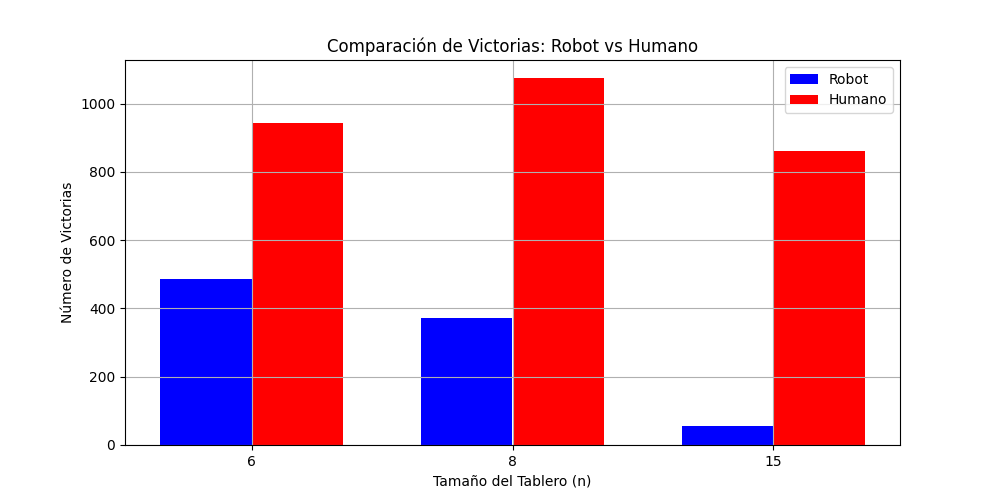 Comparación de Victorias: Robot vs Humano
Robot
Humano
Número de Victorias
1000
800
600
400
200
0
6 8 15
Tamaño del Tablero (n)